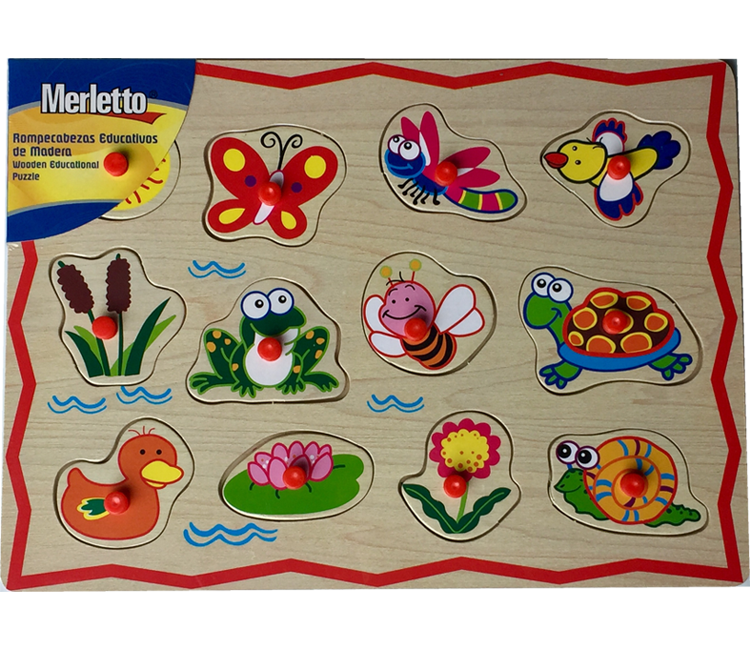 Merletto
Rompecabezas Educativos
de Madera
Wooden Educational
Puzzle